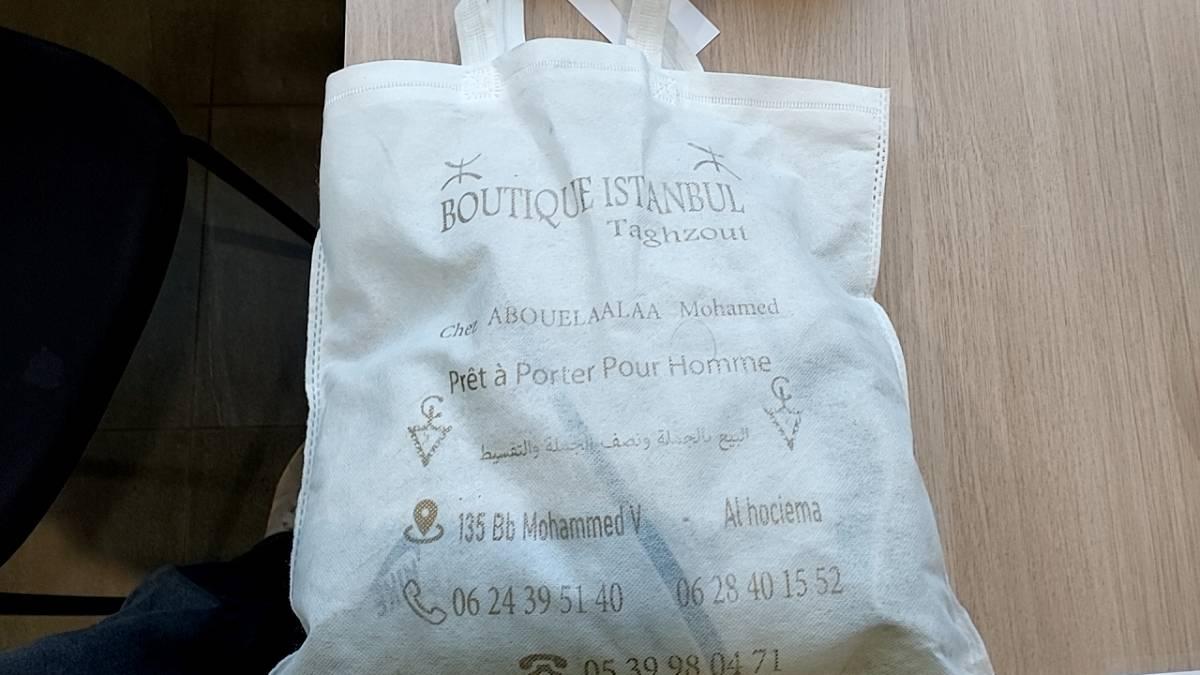 BOUTIQUE ISTANBUL
Taghzout
Chez ABOUELAALAA Mohamed
Prêt à Porter Pour Homme
البيع بالجملة ونصف الجملة والتقسيط
135 Bb Mohammed V - Al hociema
06 24 39 51 40 06 28 40 15 52
05 39 98 04 71